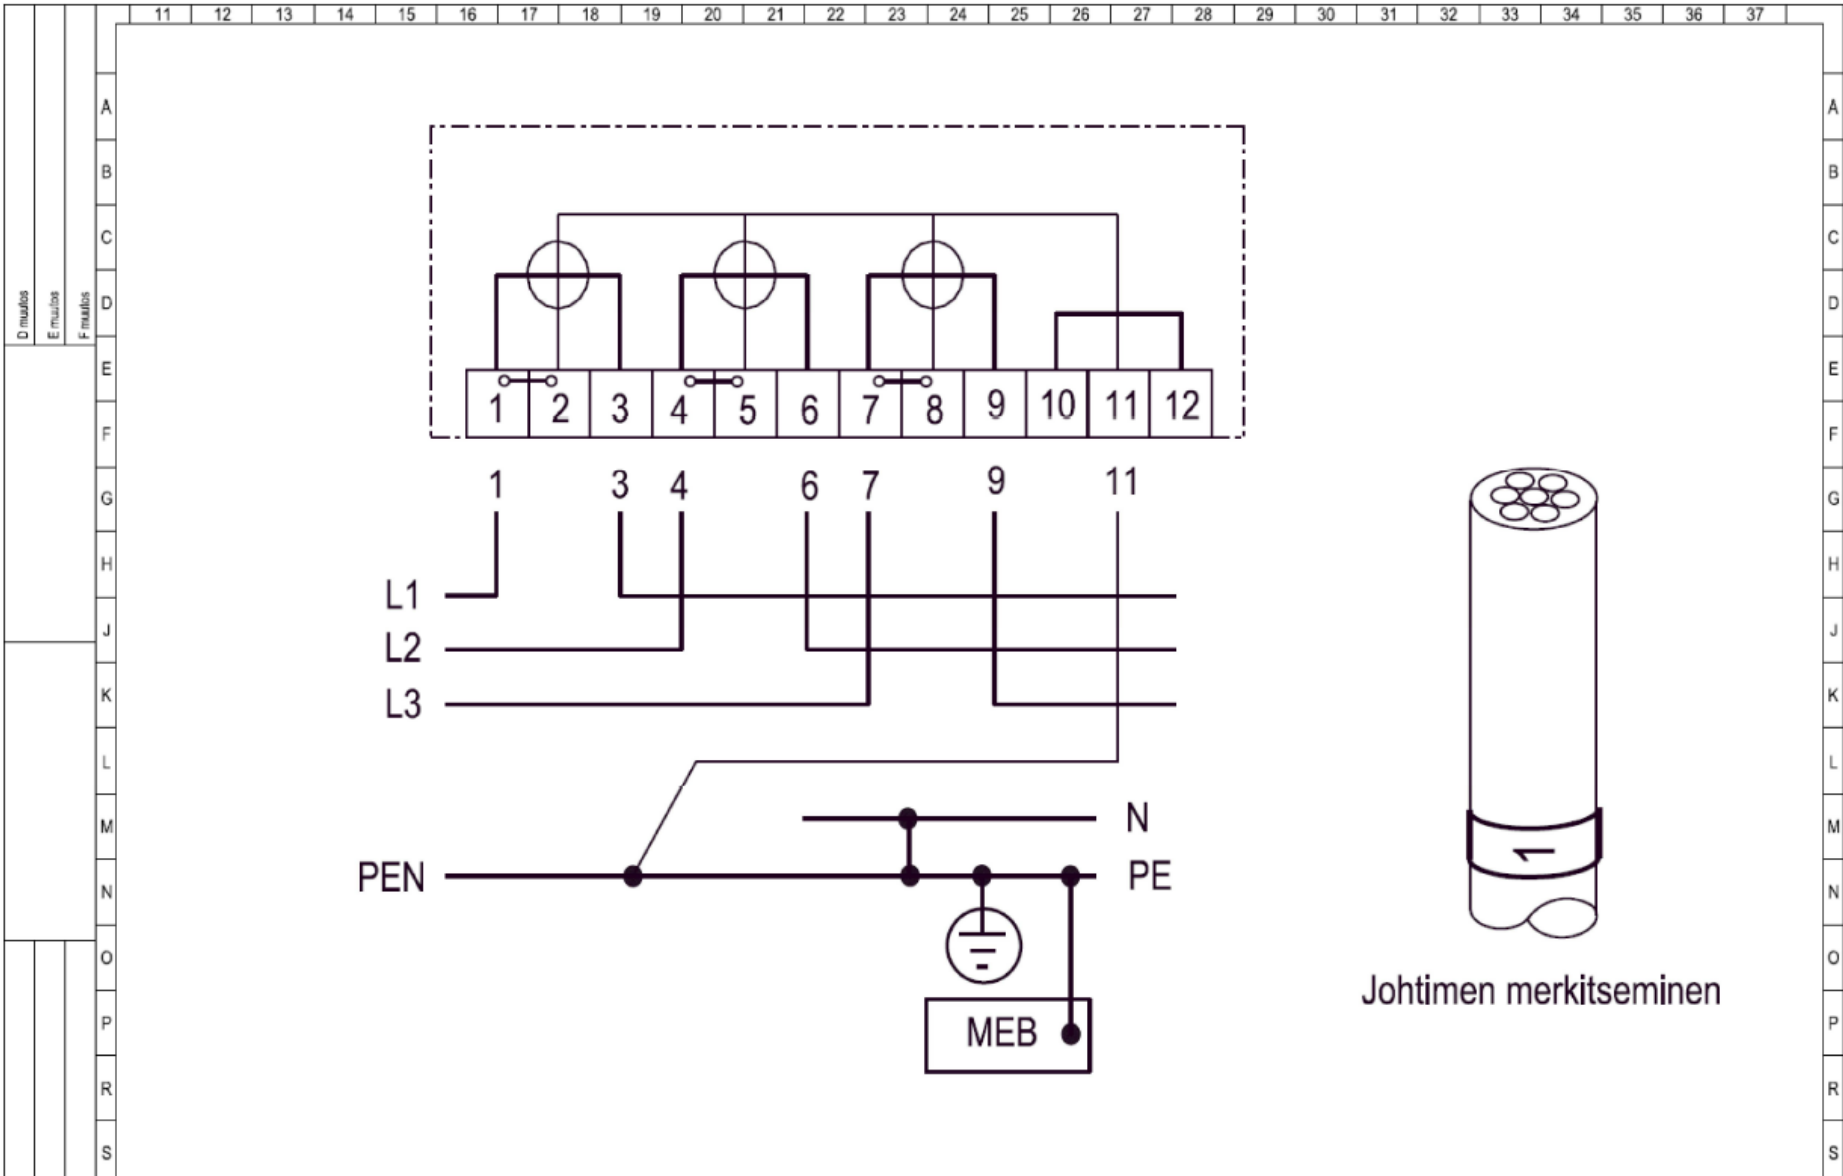 11 12 13 14 15 16 17 18 19 20 21 22 23 24 25 26 27 28 29 30 31 32 33 34 35 36 37
D muutos
E muutos
F muutos
A A
B B
C C
D D
E E
1 2 3 4 5 6 7 8 9 10 11 12
F F
1 3 4 6 7 9 11
G G
H H
L1
J J
L2
K K
L3
L L
M N M
1
PEN PE
N N
O O
Johtimen merkitseminen
P MEB P
R R
S S